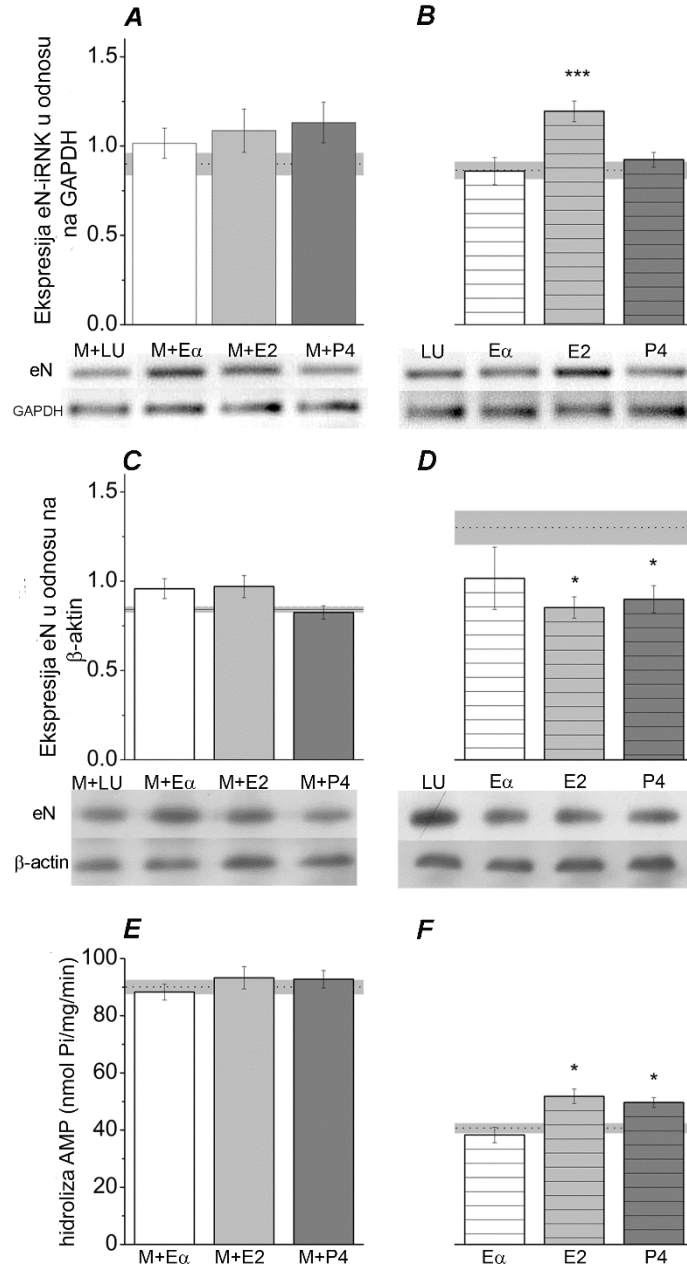 A
B
Ekspresija eN-iRNK u odnosu
na GAPDH
1.5
1.0
0.5
0.0
***
M+LU M+Eα M+E2 M+P4
LU Eα E2 P4
eN
GAPDH
C
D
Ekspresija eN u odnosu na
β-aktin
1.5
1.0
0.5
0.0
* *
M+LU M+Eα M+E2 M+P4
LU Eα E2 P4
eN
β-actin
E
F
hidroliza AMP (nmol Pi/mg/min)
100
80
60
40
20
0
* *
M+Eα M+E2 M+P4
Eα E2 P4